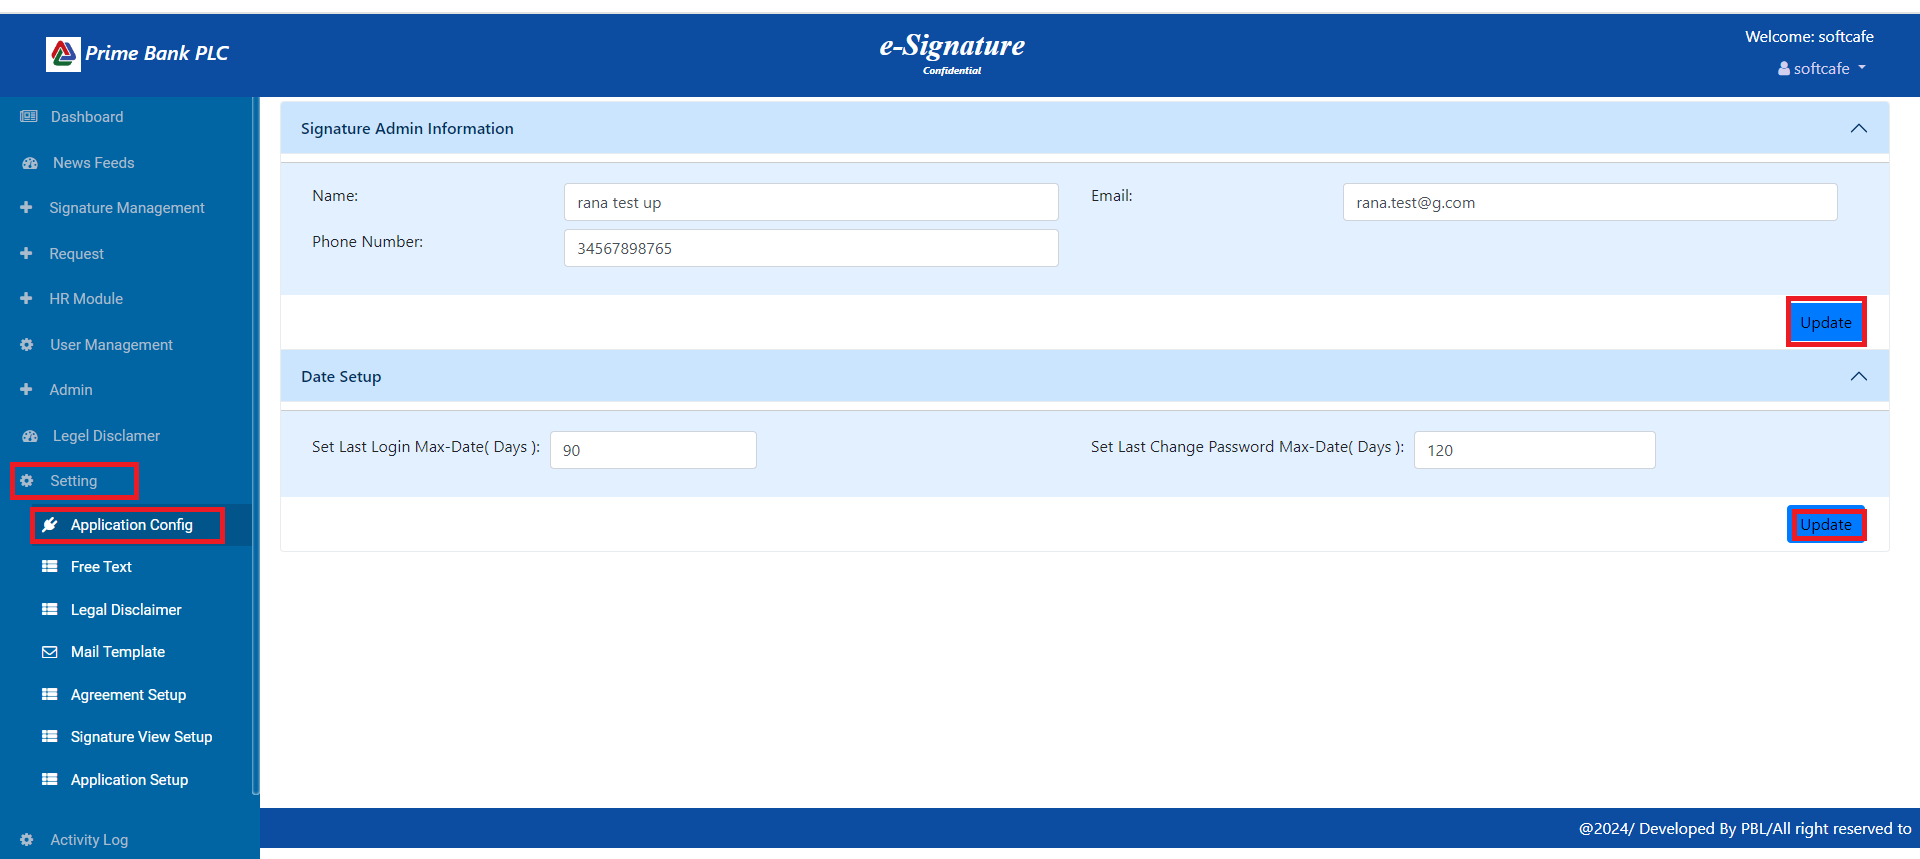 Prime Bank PLC
e-Signature
Confidential
Welcome: softcafe
softcafe
Dashboard
News Feeds
Signature Management
Request
HR Module
User Management
Admin
Legel Disclamer
Setting
Application Config
Free Text
Legal Disclaimer
Mail Template
Agreement Setup
Signature View Setup
Application Setup
Activity Log
Signature Admin Information
Name: rana test up Email: rana.test@g.com
Phone Number: 34567898765
Update
Date Setup
Set Last Login Max-Date( Days ): 90 Set Last Change Password Max-Date( Days ): 120
Update
@2024/ Developed By PBL/All right reserved to